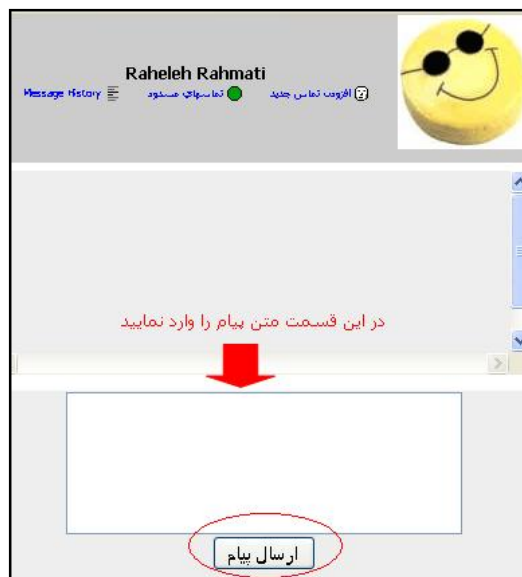 Raheleh Rahmati
افزودن تماس جدید تماسهای مسدود Message History
در این قسمت متن پیام را وارد نمایید
ارسال پیام